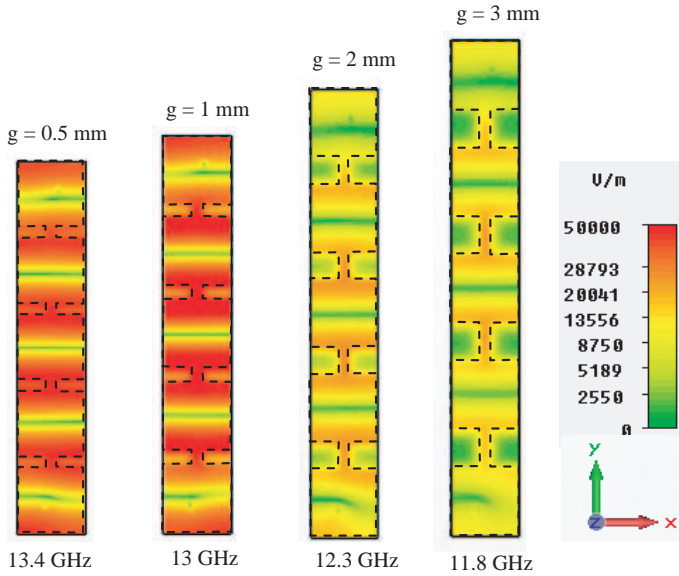 g = 0.5 mm
g = 1 mm
g = 2 mm
g = 3 mm
V/m
50000
28793
20041
13556
8750
5189
2550
0
y
z
x
13.4 GHz
13 GHz
12.3 GHz
11.8 GHz